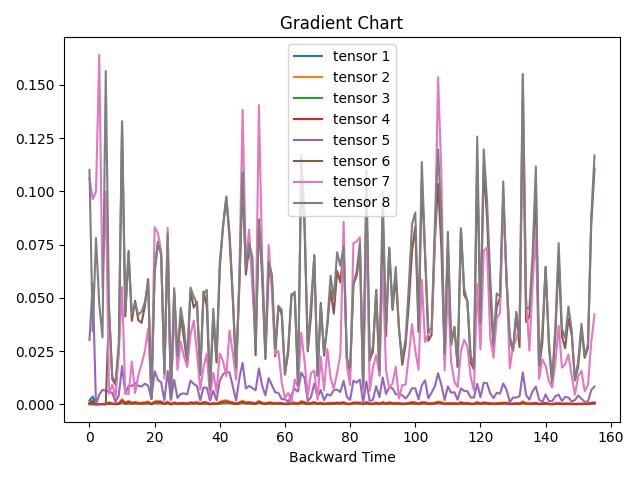 Gradient Chart
tensor 1
tensor 2
tensor 3
tensor 4
tensor 5
tensor 6
tensor 7
tensor 8
0.150
0.125
0.100
0.075
0.050
0.025
0.000
0 20 40 60 80 100 120 140 160
Backward Time